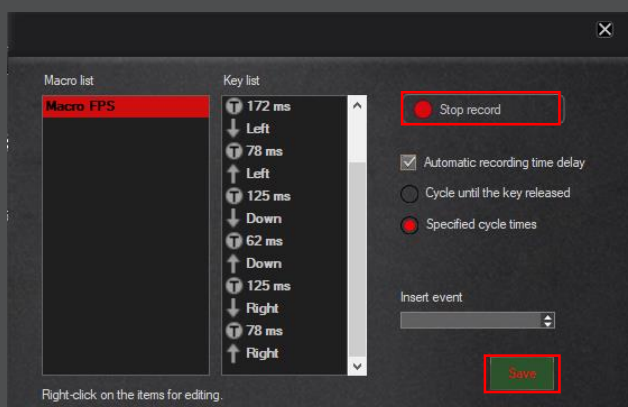 Macro list
Macro FPS
Key list
T 172 ms
Left
T 78 ms
Left
T 125 ms
Down
T 62 ms
Down
T 125 ms
Right
T 78 ms
Right
Stop record
Automatic recording time delay
Cycle until the key released
Specified cycle times
Insert event
Save
Right-click on the items for editing.